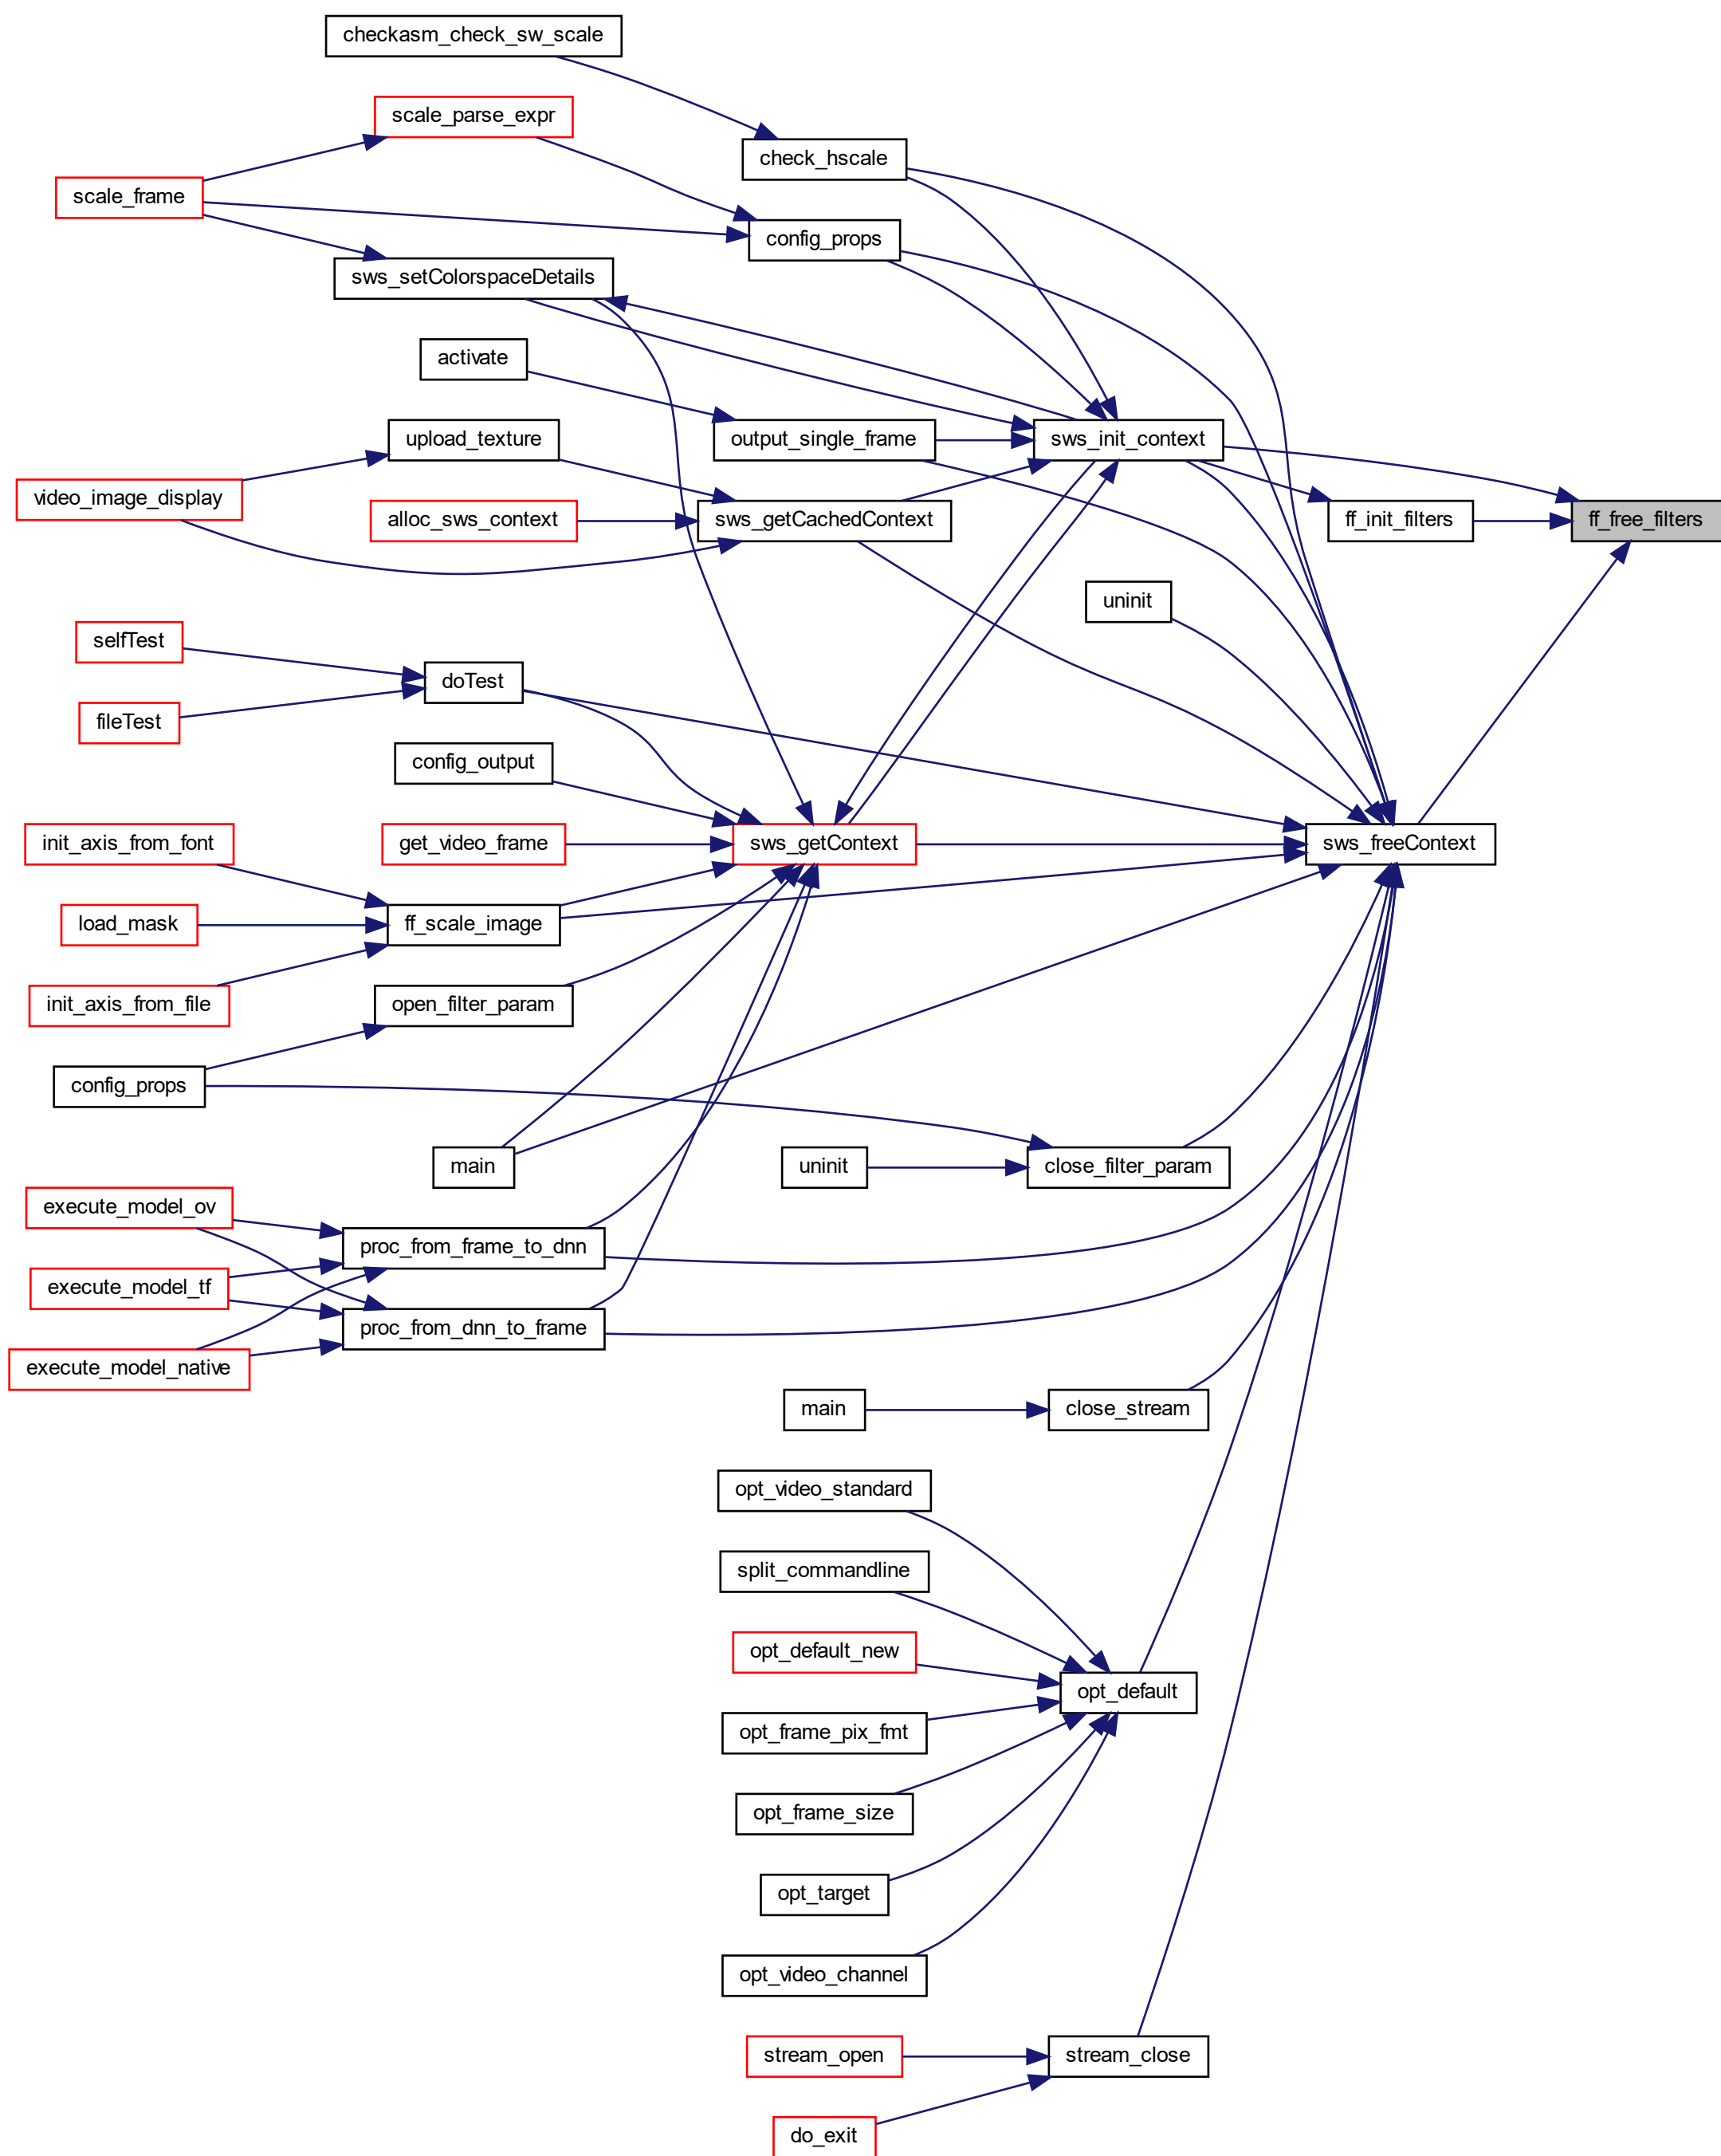 checkasm_check_sw_scale
scale_parse_expr
check_hscale
scale_frame
config_props
sws_setColorspaceDetails
activate
upload_texture
output_single_frame
sws_init_context
video_image_display
alloc_sws_context
sws_getCachedContext
ff_init_filters
ff_free_filters
uninit
selfTest
doTest
fileTest
config_output
init_axis_from_font
get_video_frame
sws_getContext
sws_freeContext
load_mask
ff_scale_image
init_axis_from_file
open_filter_param
config_props
main
uninit
close_filter_param
execute_model_ov
proc_from_frame_to_dnn
execute_model_tf
proc_from_dnn_to_frame
execute_model_native
main
close_stream
opt_video_standard
split_commandline
opt_default_new
opt_default
opt_frame_pix_fmt
opt_frame_size
opt_target
opt_video_channel
stream_open
stream_close
do_exit